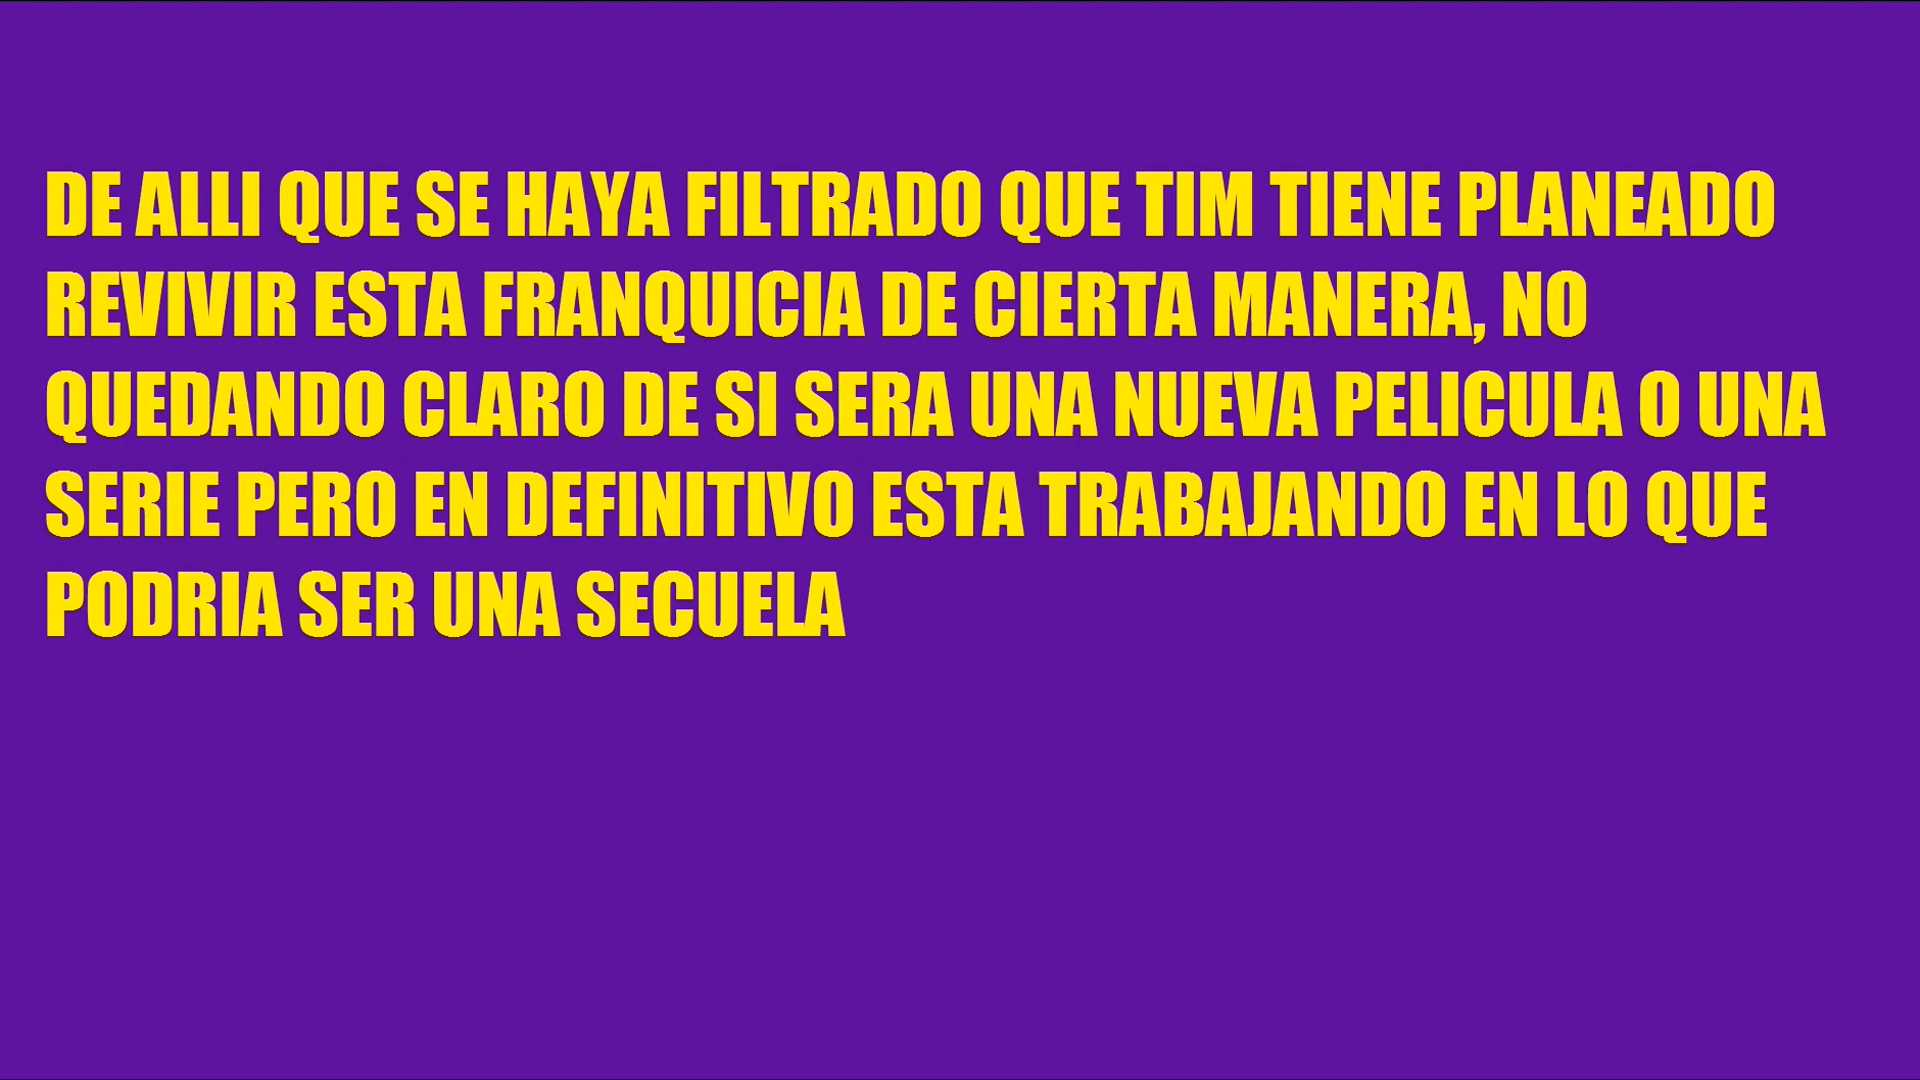 DE ALLI QUE SE HAYA FILTRADO QUE TIM TIENE PLANEADO
REVIVIR ESTA FRANQUICIA DE CIERTA MANERA, NO
QUEDANDO CLARO DE SI SERA UNA NUEVA PELICULA O UNA
SERIE PERO EN DEFINITIVO ESTA TRABAJANDO EN LO QUE
PODRIA SER UNA SECUELA